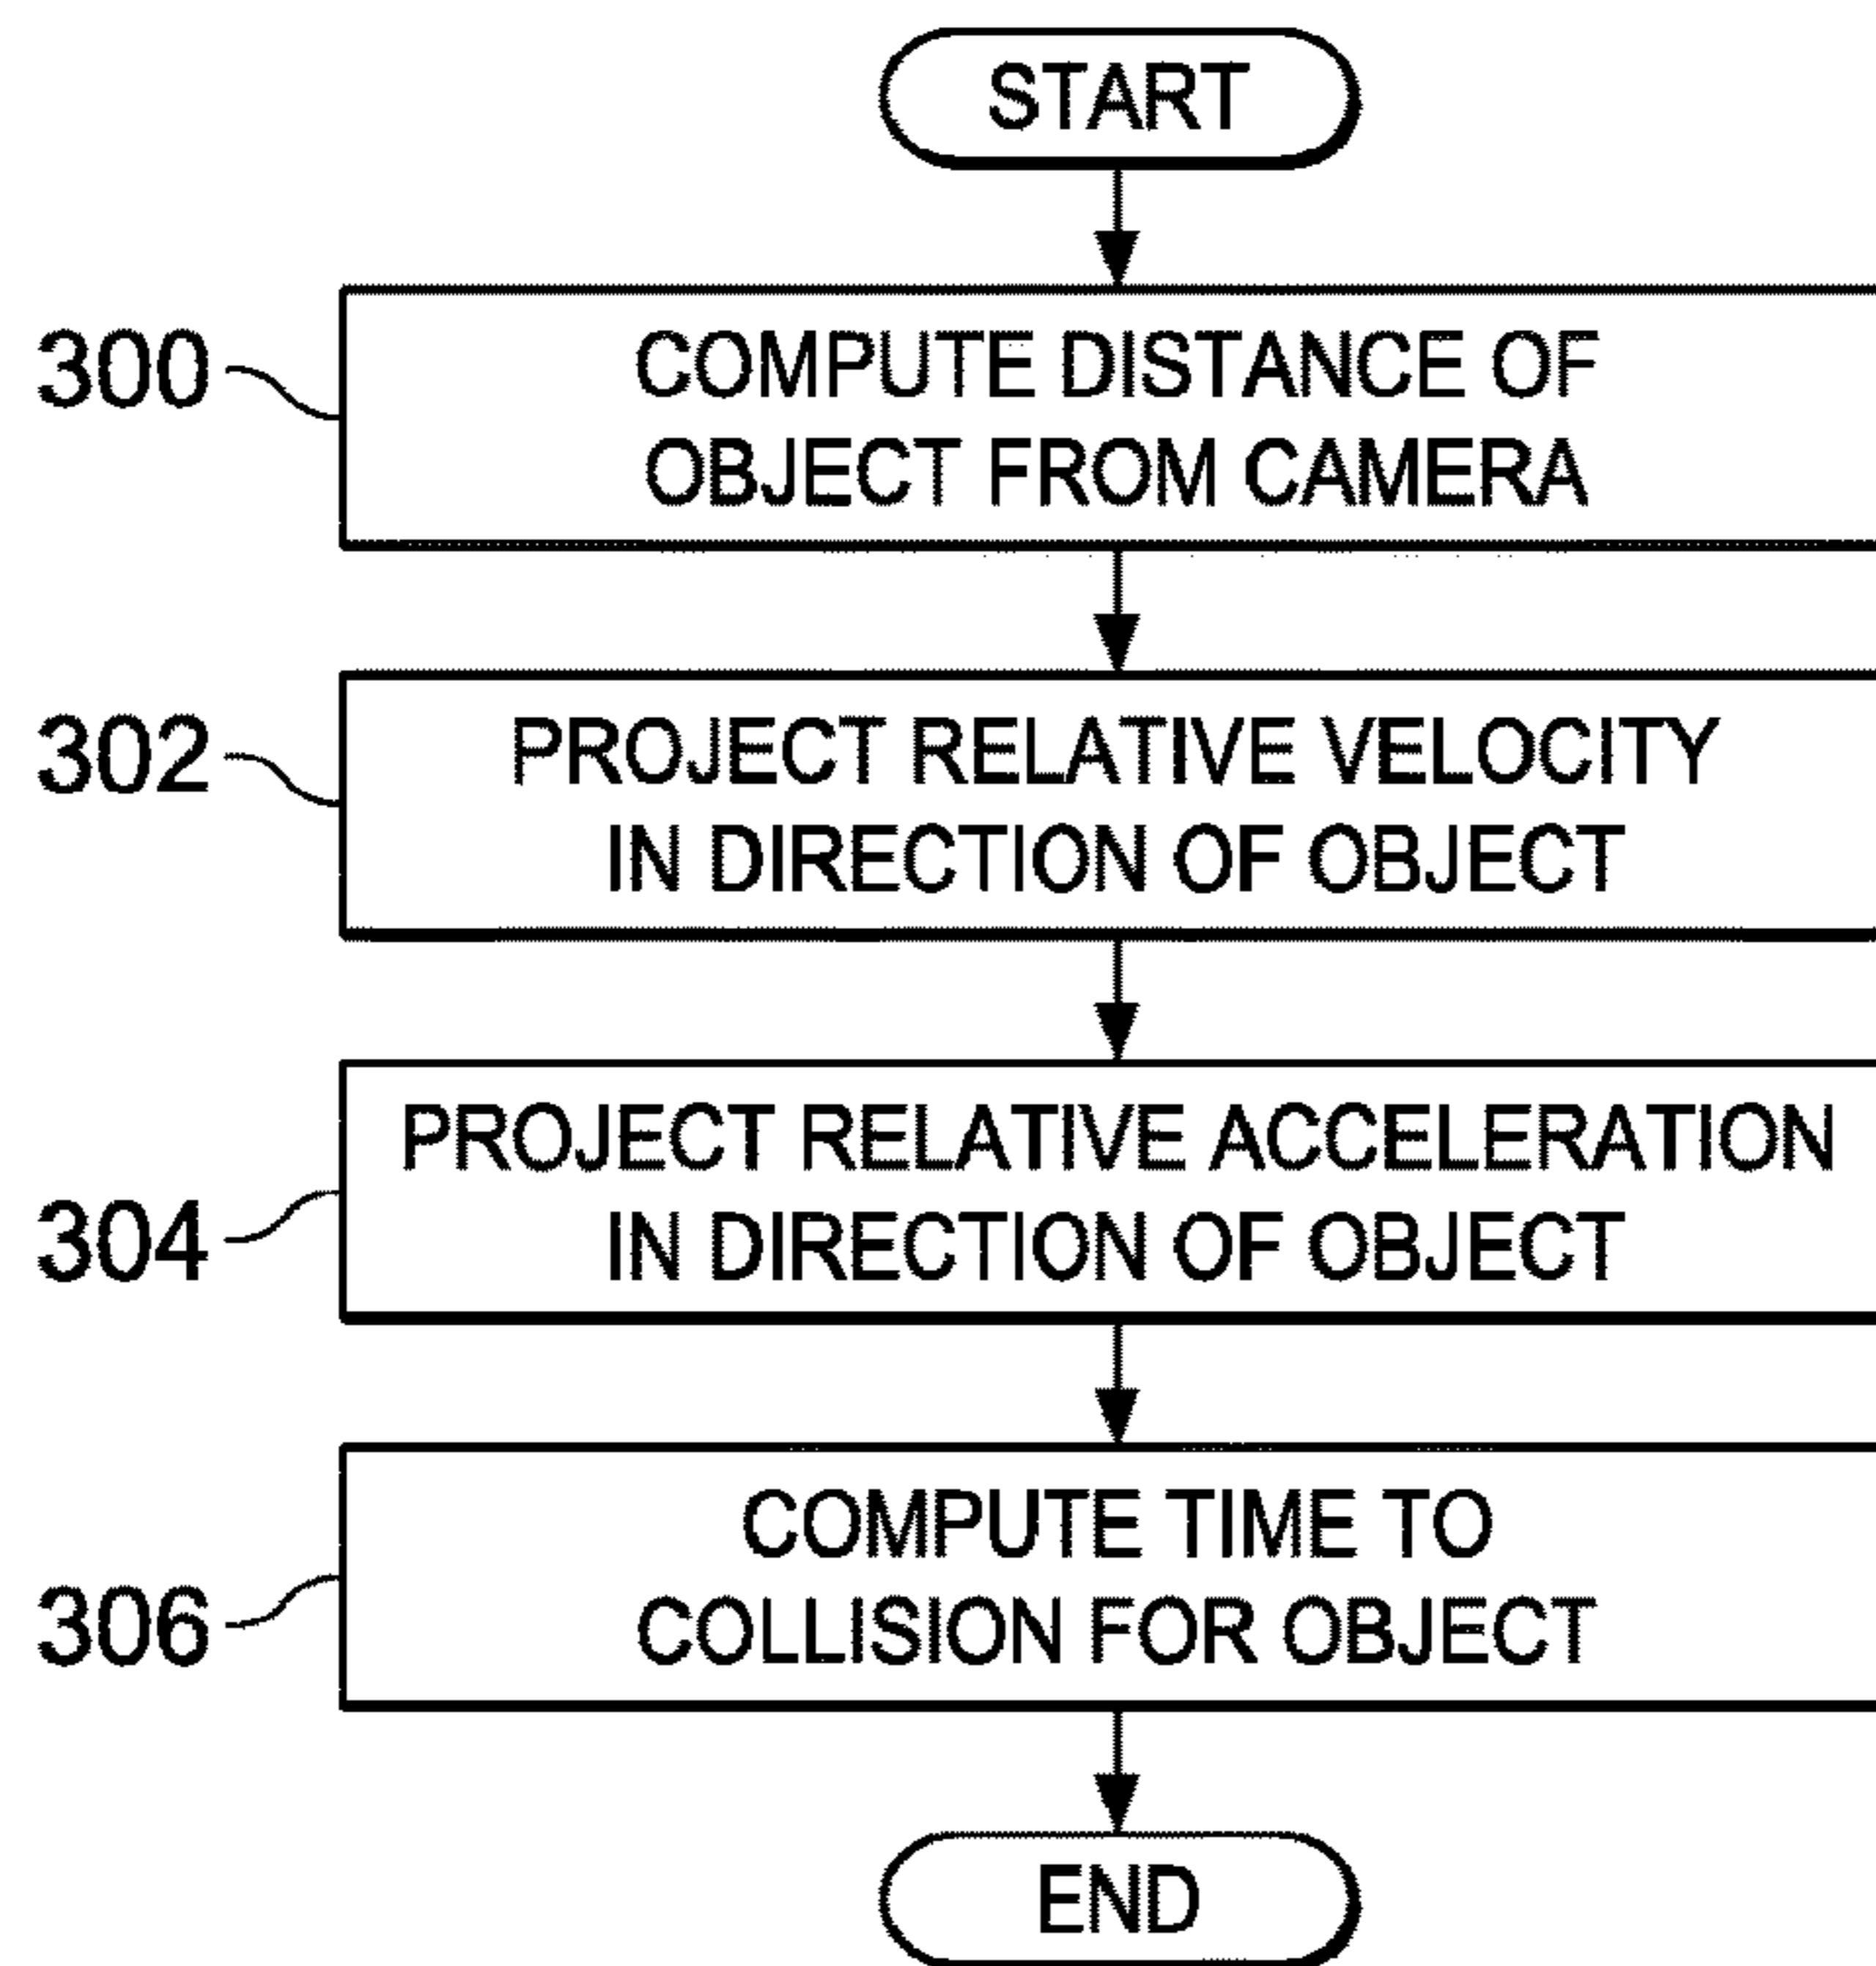 START
300
COMPUTE DISTANCE OF
OBJECT FROM CAMERA
302
PROJECT RELATIVE VELOCITY
IN DIRECTION OF OBJECT
304
PROJECT RELATIVE ACCELERATION
IN DIRECTION OF OBJECT
306
COMPUTE TIME TO
COLLISION FOR OBJECT
END